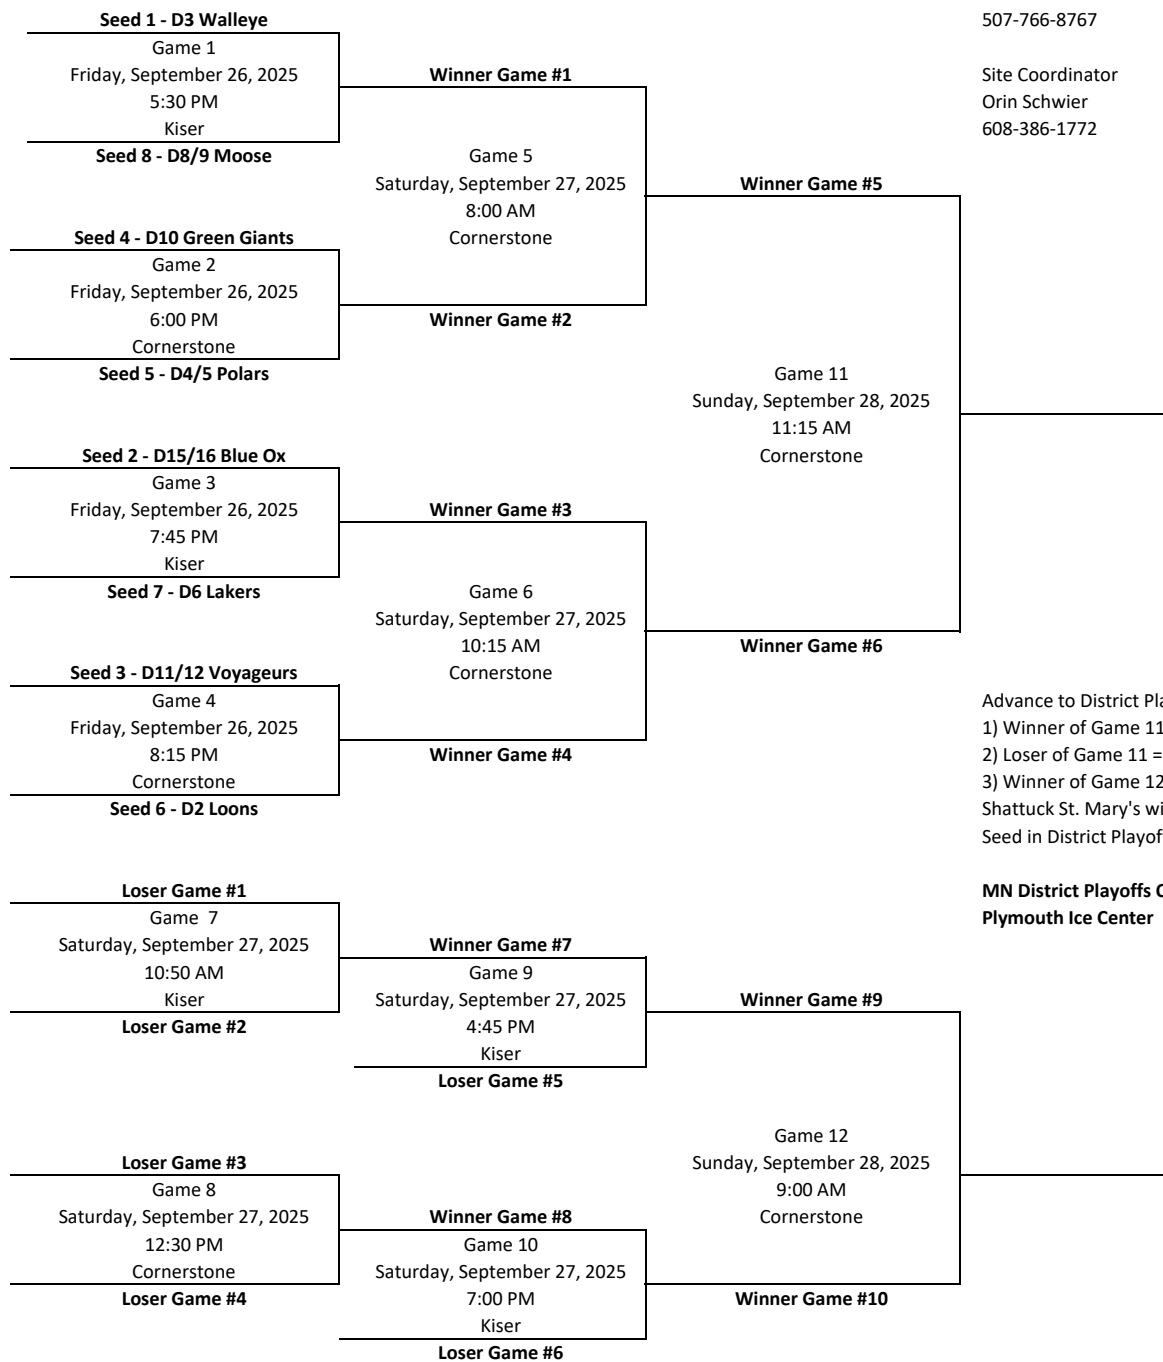 Seed 1 - D3 Walleye
Game 1
Friday, September 26, 2025
5:30 PM
Kiser
Seed 8 - D8/9 Moose
Seed 4 - D10 Green Giants
Game 2
Friday, September 26, 2025
6:00 PM
Cornerstone
Seed 5 - D4/5 Polars
Seed 2 - D15/16 Blue Ox
Game 3
Friday, September 26, 2025
7:45 PM
Kiser
Seed 7 - D6 Lakers
Seed 3 - D11/12 Voyageurs
Game 4
Friday, September 26, 2025
8:15 PM
Cornerstone
Seed 6 - D2 Loons
Loser Game #1
Game  7
Saturday, September 27, 2025
10:50 AM
Kiser
Loser Game #2
Loser Game #3
Game 8
Saturday, September 27, 2025
12:30 PM
Cornerstone
Loser Game #4
Winner Game #1
Game 5
Saturday, September 27, 2025
8:00 AM
Cornerstone
Winner Game #2
Winner Game #3
Game 6
Saturday, September 27, 2025
10:15 AM
Cornerstone
Winner Game #4
Winner Game #7
Game 9
Saturday, September 27, 2025
4:45 PM
Kiser
Loser Game #5
Winner Game #8
Game 10
Saturday, September 27, 2025
7:00 PM
Kiser
Loser Game #6
Winner Game #5
Game 11
Sunday, September 28, 2025
11:15 AM
Cornerstone
Winner Game #6
Winner Game #9
Game 12
Sunday, September 28, 2025
9:00 AM
Cornerstone
Winner Game #10
507-766-8767
Site Coordinator
Orin Schwier
608-386-1772
Advance to District
1) Winner of Game 11
2) Loser of Game 11 =
3) Winner of Game 12
Shattuck St. Mary's
Seed in District
MN District Playoffs
Plymouth Ice Center